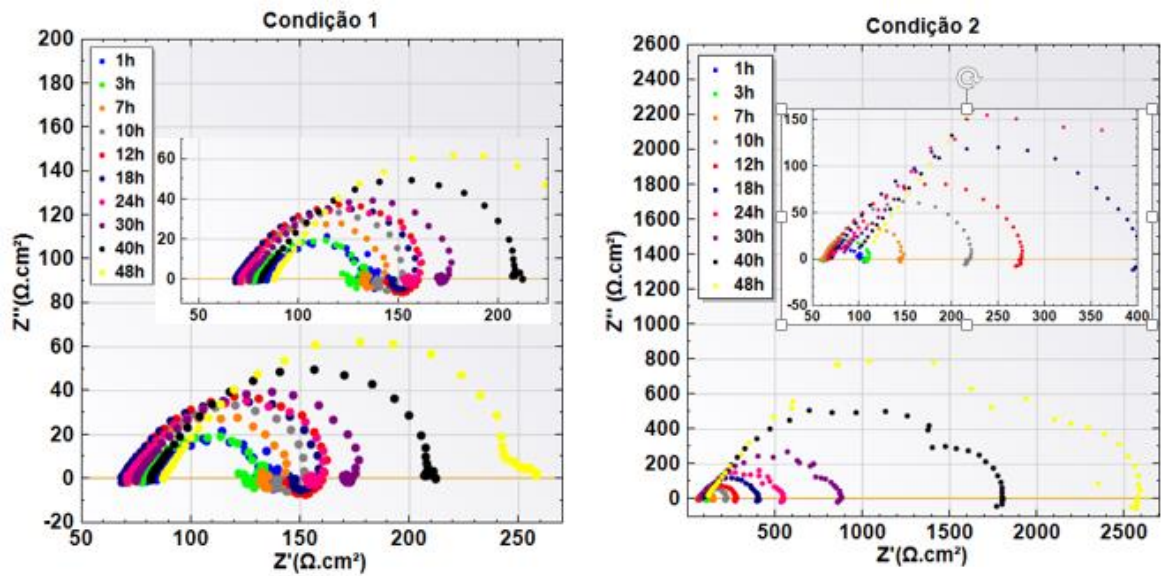 Condição 1
200
180
160
140
120
100
80
60
40
20
0
-20
1h
3h
7h
10h
12h
18h
24h
30h
40h
48h
60
40
20
0
50
100
150
200
50
100
150
200
250
Z''(Ω.cm²)
Z'(Ω.cm²)
Condição 2
2600
2400
2200
2000
1800
1600
1400
1200
1000
800
600
400
200
0
1h
3h
7h
10h
12h
18h
24h
30h
40h
48h
150
100
50
0
-50
50
100
150
200
250
300
350
400
500
1000
1500
2000
2500
Z'' (Ω.cm²)
Z'(Ω.cm²)